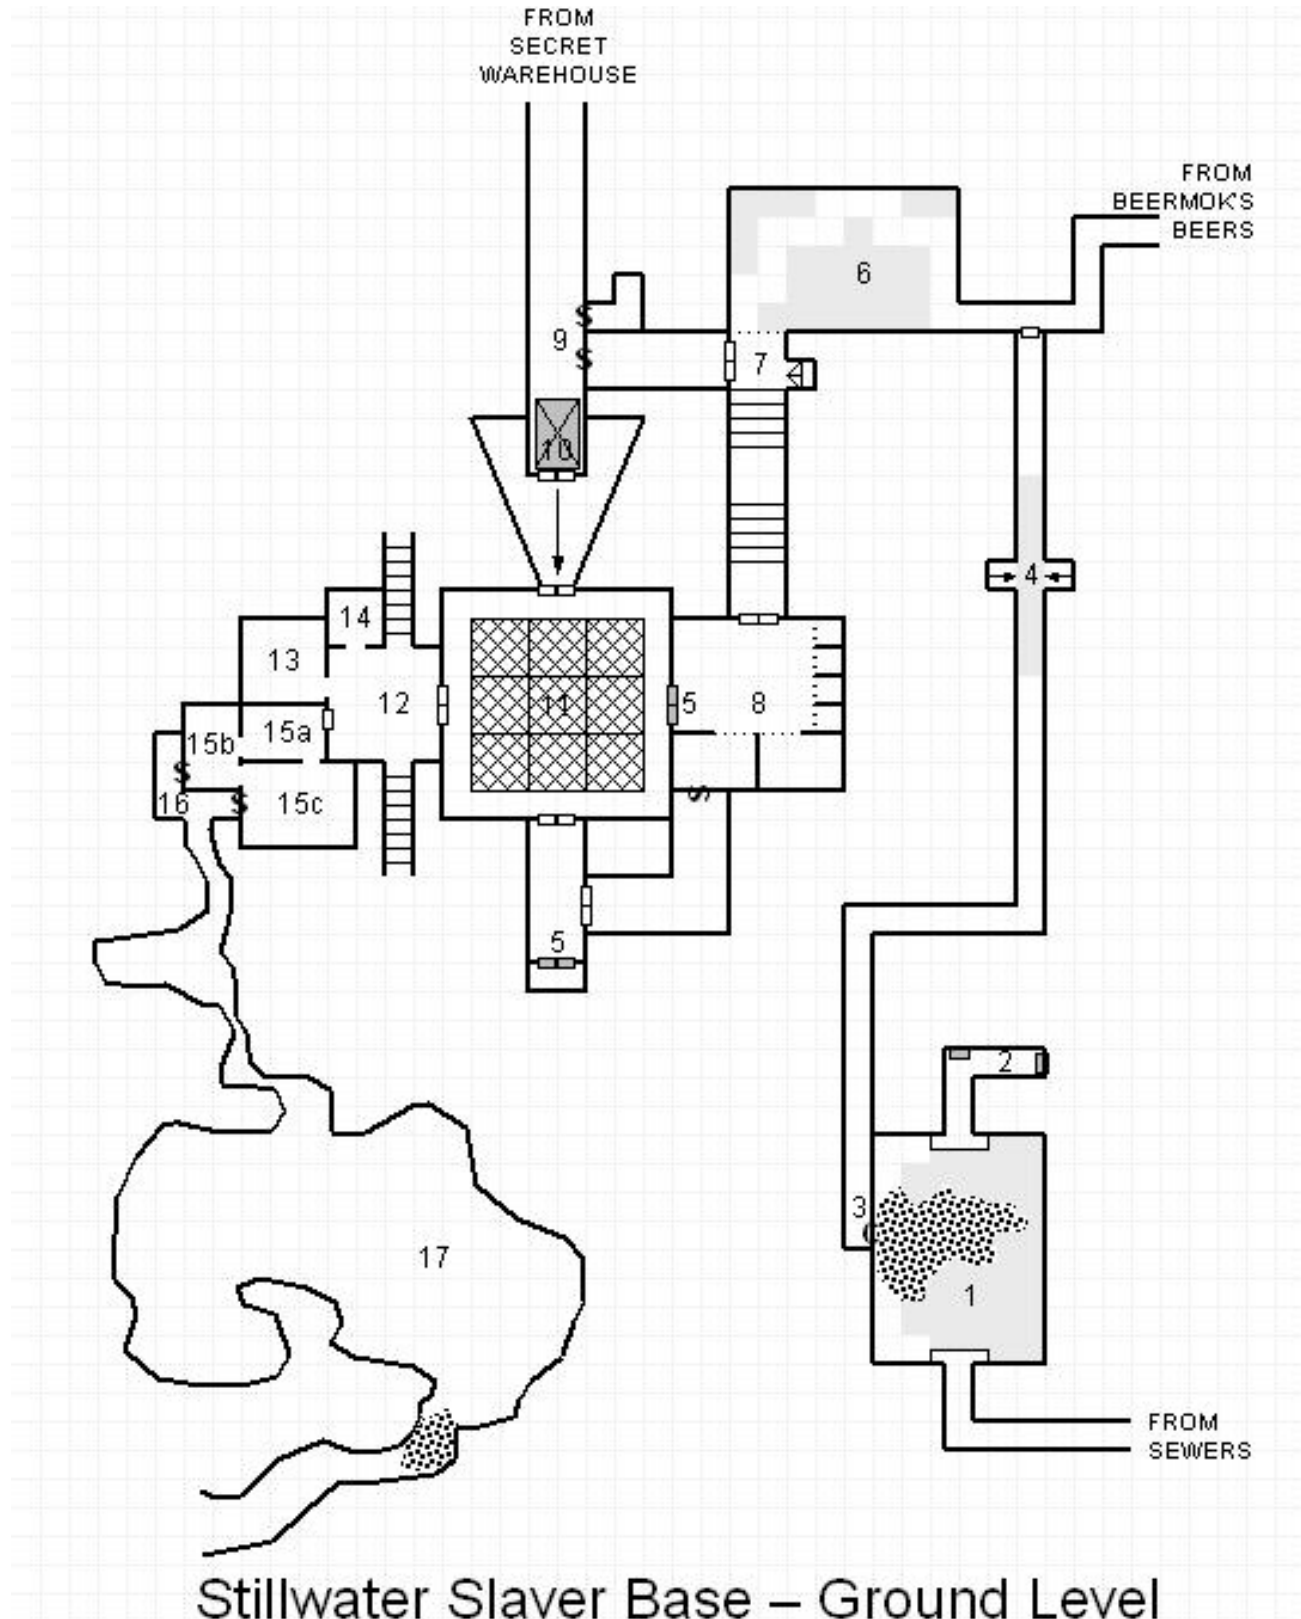 FROM
SECRET
WAREHOUSE
FROM
BEERMOK'S
BEERS
6
S
9
S
7
10
4
14
13
12
11
5
8
15a
15b
S
16
S
15c
S
5
2
3
17
1
FROM
SEWERS
Stillwater Slaver Base – Ground Level